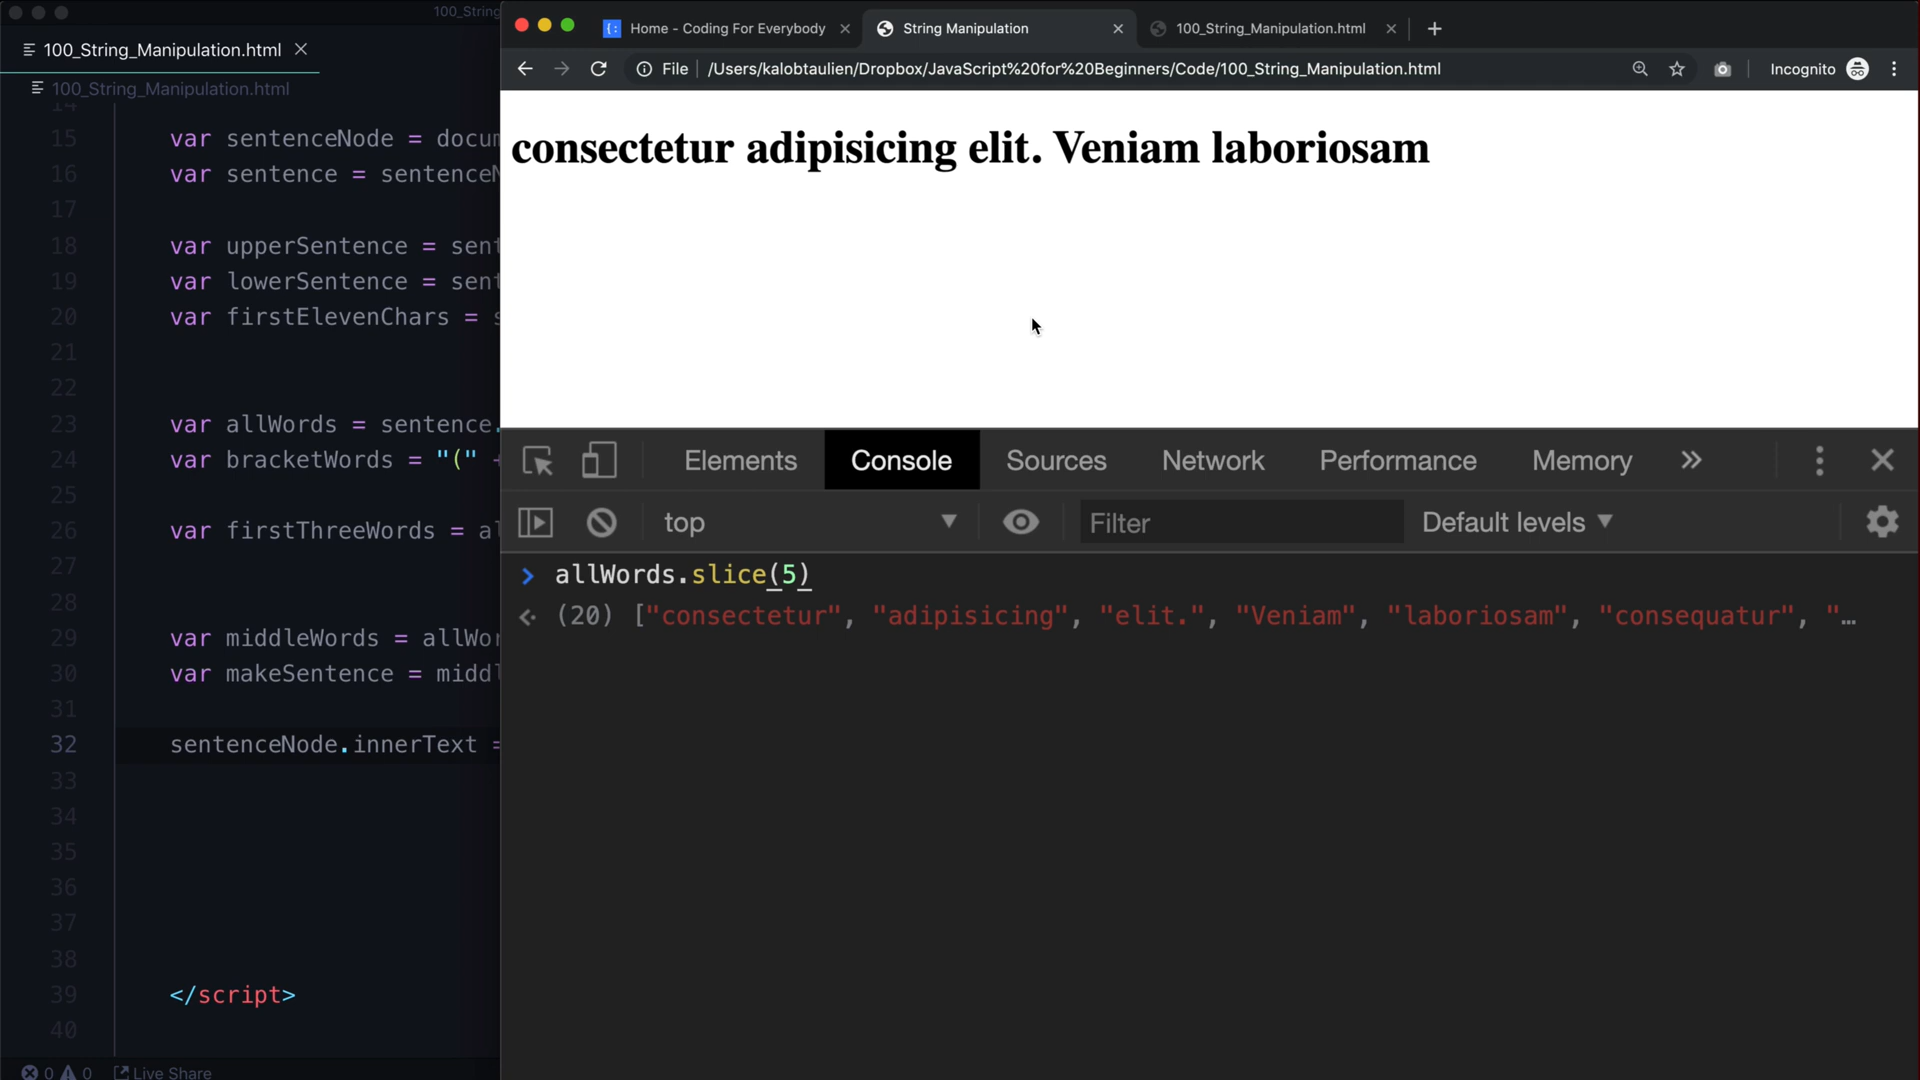 100_String
100_String_Manipulation.html
100_String_Manipulation.html
14
15 var sentenceNode = docum
16 var sentence = sentenceN
17
18 var upperSentence = sent
19 var lowerSentence = sent
20 var firstElevenChars = s
21
22
23 var allWords = sentence.
24 var bracketWords = "(" +
25
26 var firstThreeWords = al
27
28
29 var middleWords = allWor
30 var makeSentence = middl
31
32 sentenceNode.innerText =
33
34
35
36
37
38
39 </script>
40
0 0 Live Share
Home - Coding For Everybody
String Manipulation
100_String_Manipulation.html
File /Users/kalobtaulien/Dropbox/JavaScript%20for%20Beginners/Code/100_String_Manipulation.html
Incognito
consectetur adipisicing elit. Veniam laboriosam
Elements Console Sources Network Performance Memory »
top Filter Default levels
> allWords.slice(5)
(20) ["consectetur", "adipisicing", "elit.", "Veniam", "laboriosam", "consequatur", "…